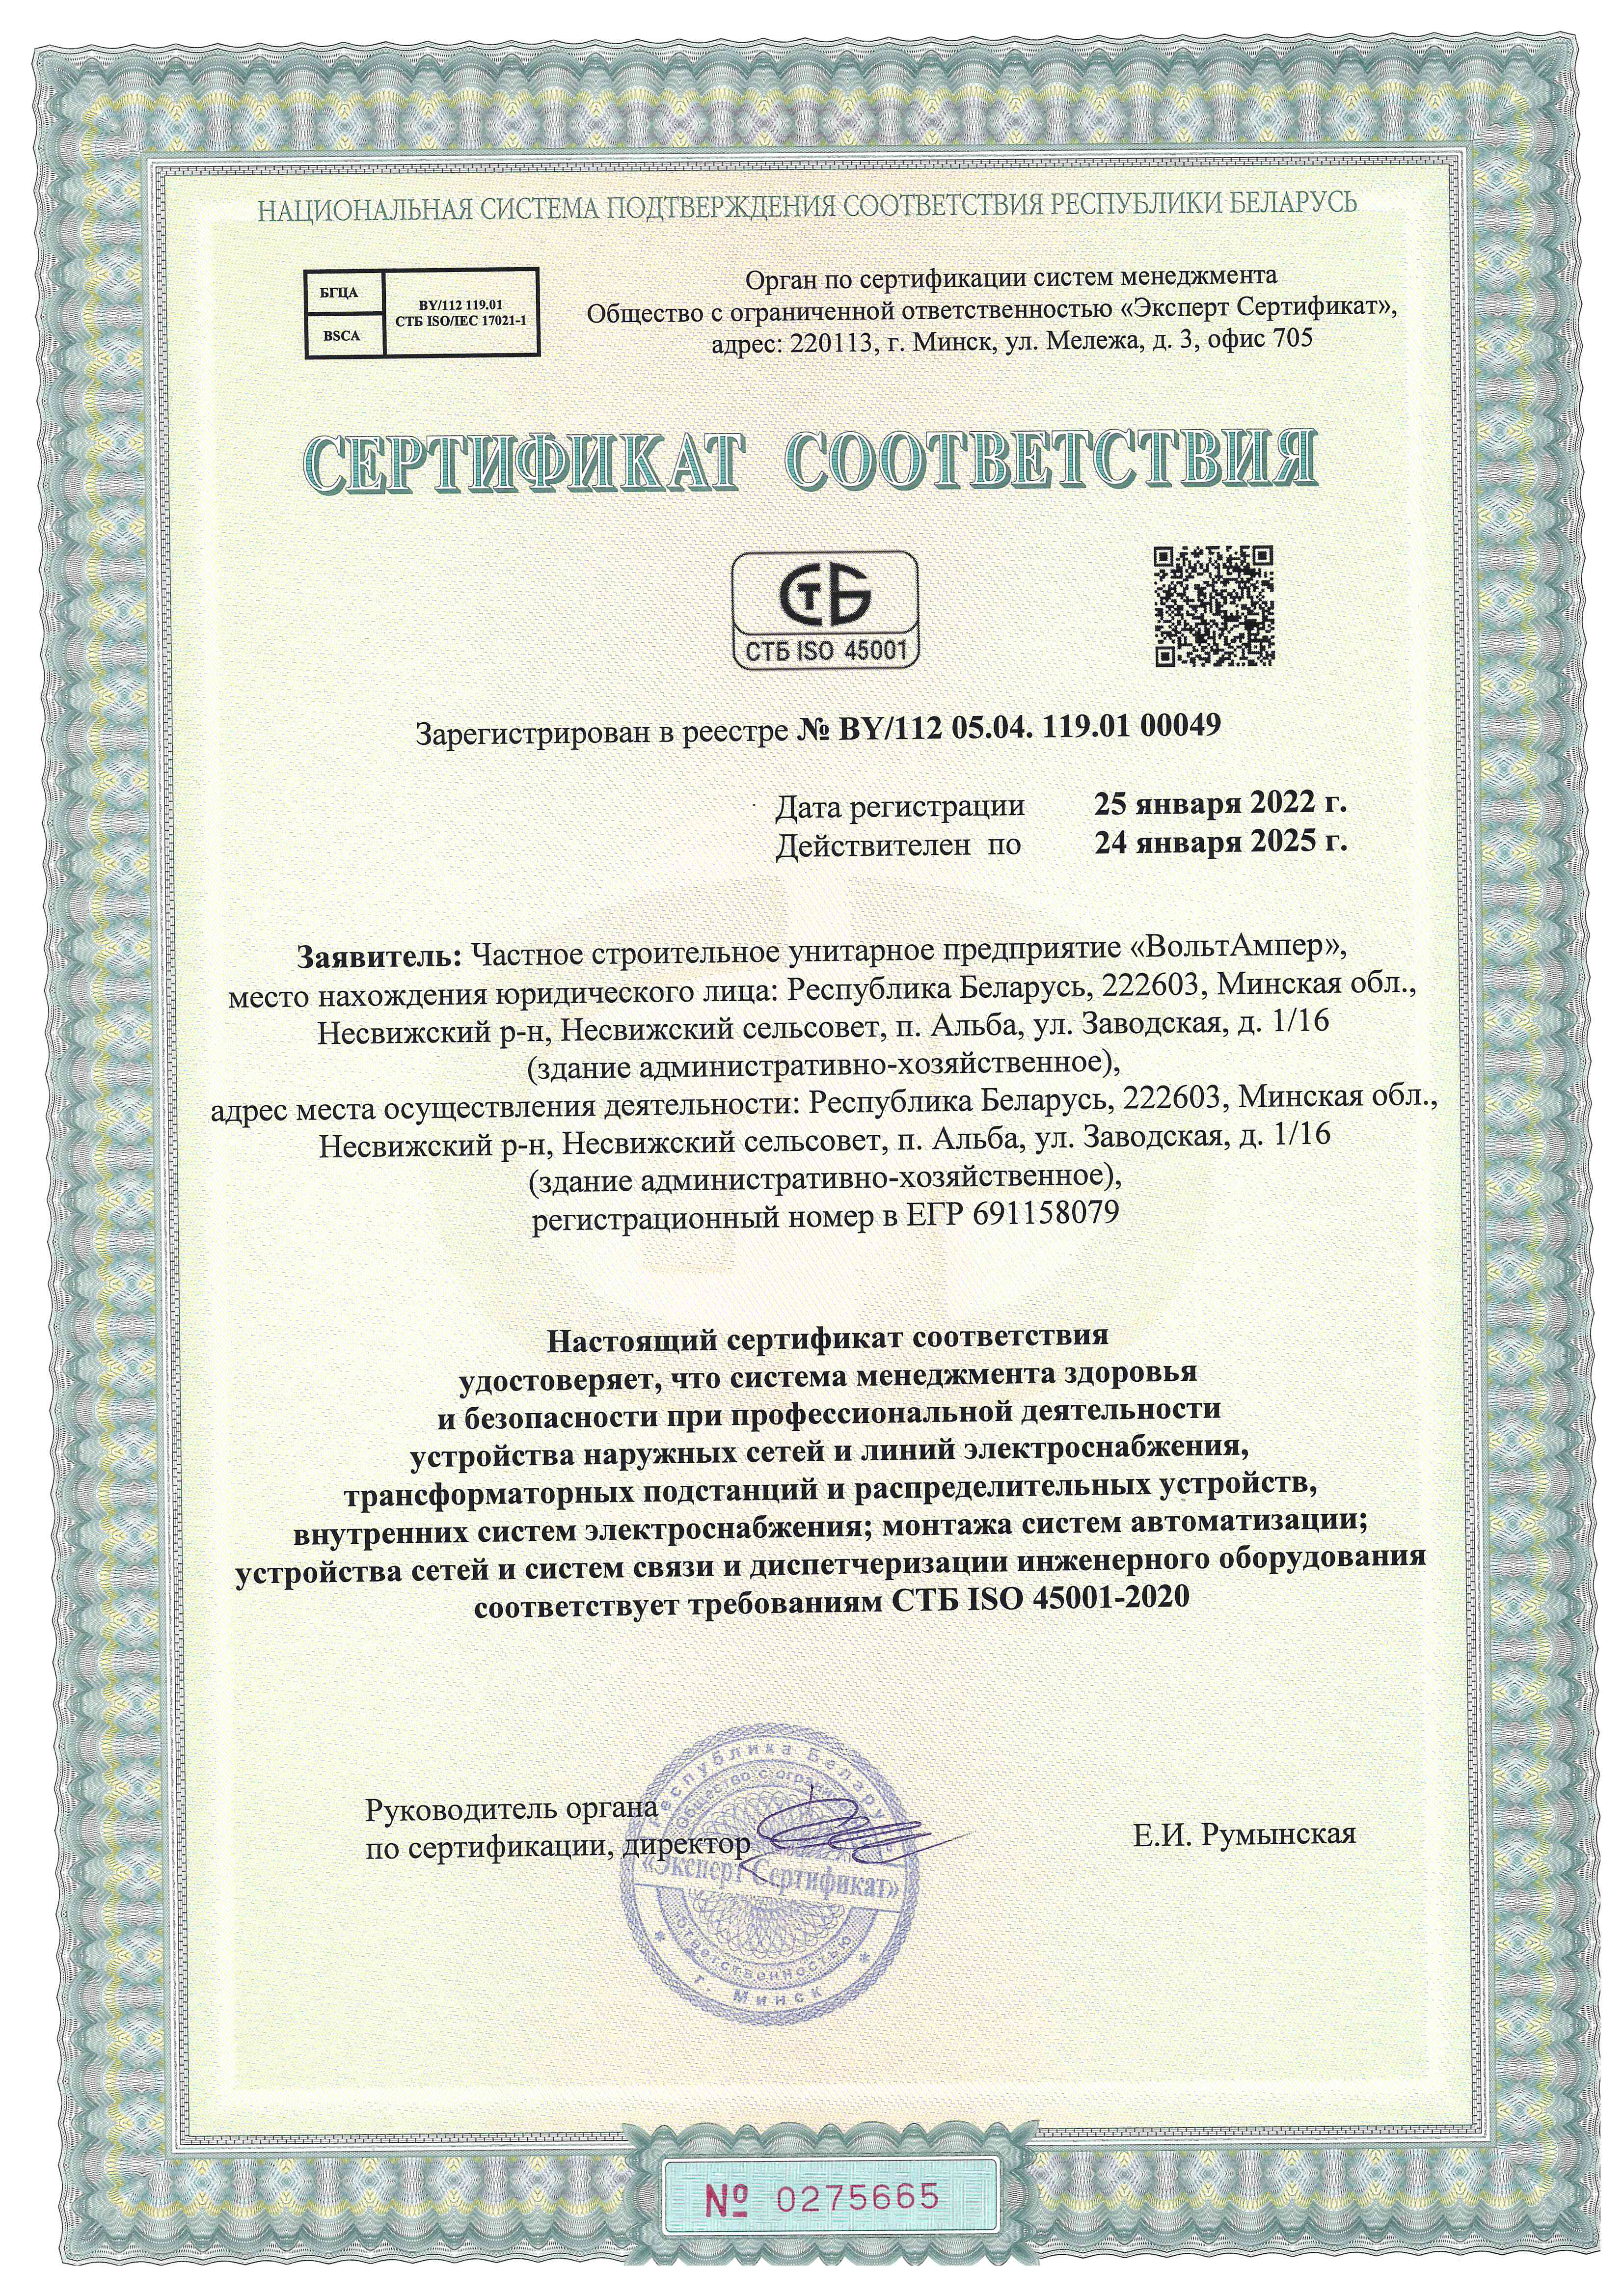 НАЦИОНАЛЬНАЯ СИСТЕМА ПОДТВЕРЖДЕНИЯ СООТВЕТСТВИЯ РЕСПУБЛИКИ БЕЛАРУСЬ
БГЦА
BSCA
BY/112 119.01
СТБ ISO/IEC 17021-1
Орган по сертификации систем менеджмента
Общество с ограниченной ответственностью «Эксперт Сертификат»,
адрес: 220113, г. Минск, ул. Мележа, д. 3, офис 705
СЕРТИФИКАТ СООТВЕТСТВИЯ
СТБ
СТБ ISO 45001
Зарегистрирован в реестре № BY/112 05.04. 119.01 00049
Дата регистрации 25 января 2022 г.
Действителен по 24 января 2025 г.
Заявитель: Частное строительное унитарное предприятие «ВольтАмпер»,
место нахождения юридического лица: Республика Беларусь, 222603, Минская обл.,
Несвижский р-н, Несвижский сельсовет, п. Альба, ул. Заводская, д. 1/16
(здание административно-хозяйственное),
адрес места осуществления деятельности: Республика Беларусь, 222603, Минская обл.,
Несвижский р-н, Несвижский сельсовет, п. Альба, ул. Заводская, д. 1/16
(здание административно-хозяйственное),
регистрационный номер в ЕГР 691158079
Настоящий сертификат соответствия
удостоверяет, что система менеджмента здоровья
и безопасности при профессиональной деятельности
устройства наружных сетей и линий электроснабжения,
трансформаторных подстанций и распределительных устройств,
внутренних систем электроснабжения; монтажа систем автоматизации;
устройства сетей и систем связи и диспетчеризации инженерного оборудования
соответствует требованиям СТБ ISO 45001-2020
Руководитель органа
по сертификации, директор
Е.И. Румынская
Республика Беларусь
Общество с огранич
«Эксперт Сертификат»
ответственностью
г. Минск
№ 0275665